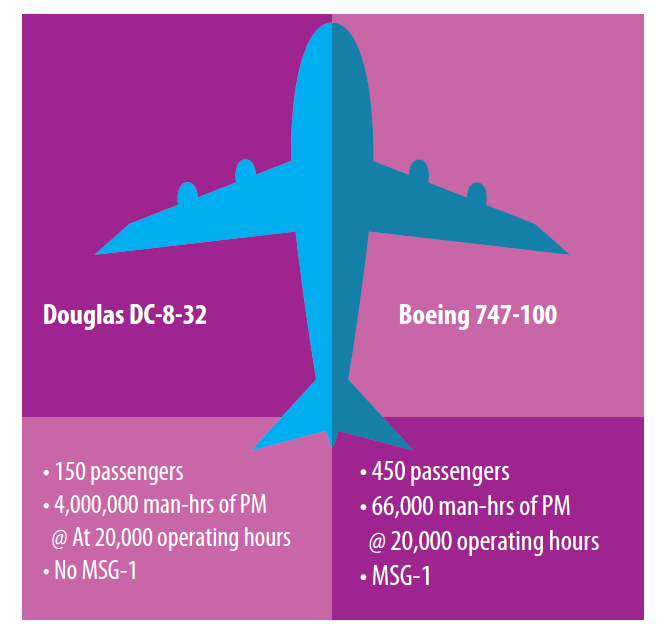 Douglas DC-8-32
Boeing 747-100
• 150 passengers
• 4,000,000 man-hrs of PM
@ At 20,000 operating hours
• No MSG-1
• 450 passengers
• 66,000 man-hrs of PM
@ 20,000 operating hours
• MSG-1